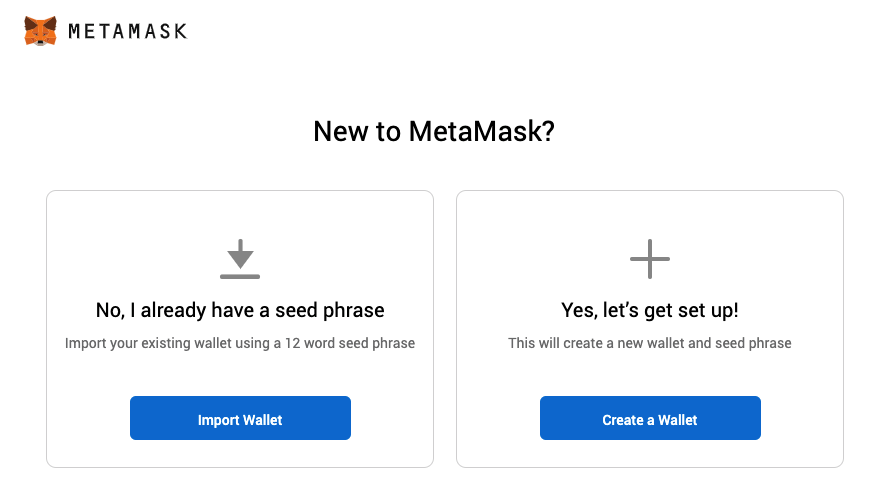 METAMASK
New to MetaMask?
No, I already have a seed phrase
Import your existing wallet using a 12 word seed phrase
Import Wallet
Yes, let’s get set up!
This will create a new wallet and seed phrase
Create a Wallet